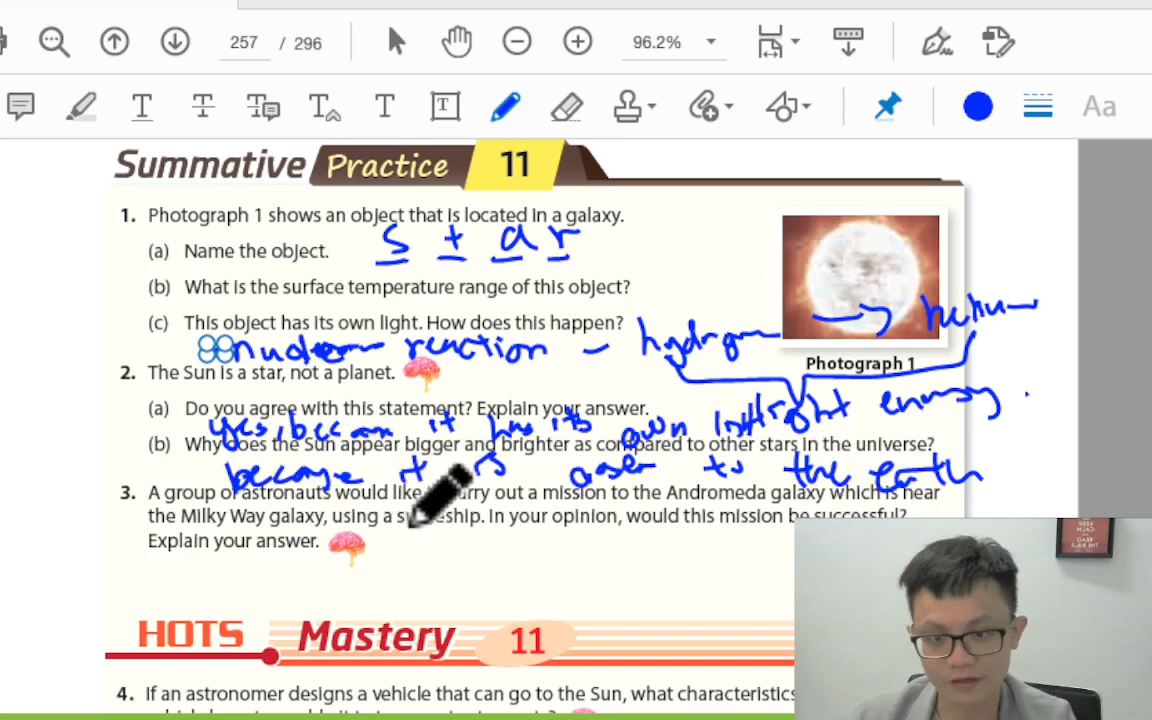 257 / 296
96.2%
Aa
Summative Practice 11
1. Photograph 1 shows an object that is located in a galaxy.
(a) Name the object. star
(b) What is the surface temperature range of this object?
(c) This object has its own light. How does this happen?
reaction - hydrogen → helium
Photograph 1
2. The Sun is a star, not a planet.
(a) Do you agree with this statement? Explain your answer.
yes, because it has its own light energy.
(b) Why does the Sun appear bigger and brighter as compared to other stars in the universe?
because it is closer to the earth
3. A group of astronauts would like carry out a mission to the Andromeda galaxy which is near
the Milky Way galaxy, using a ship. In your opinion, would this mission be successful?
Explain your answer.
HOTS Mastery 11
4. If an astronomer designs a vehicle that can go to the Sun, what characteristics